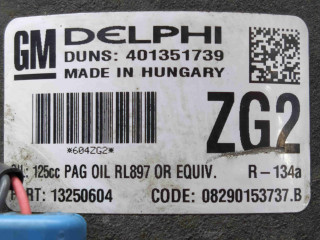 GM DELPHI
DUNS: 401351739
MADE IN HUNGARY
ZG2
*604ZG2*
125cc PAG OIL RL897 OR EQUIV. R-134a
PART: 13250604 CODE: 08290153737.B